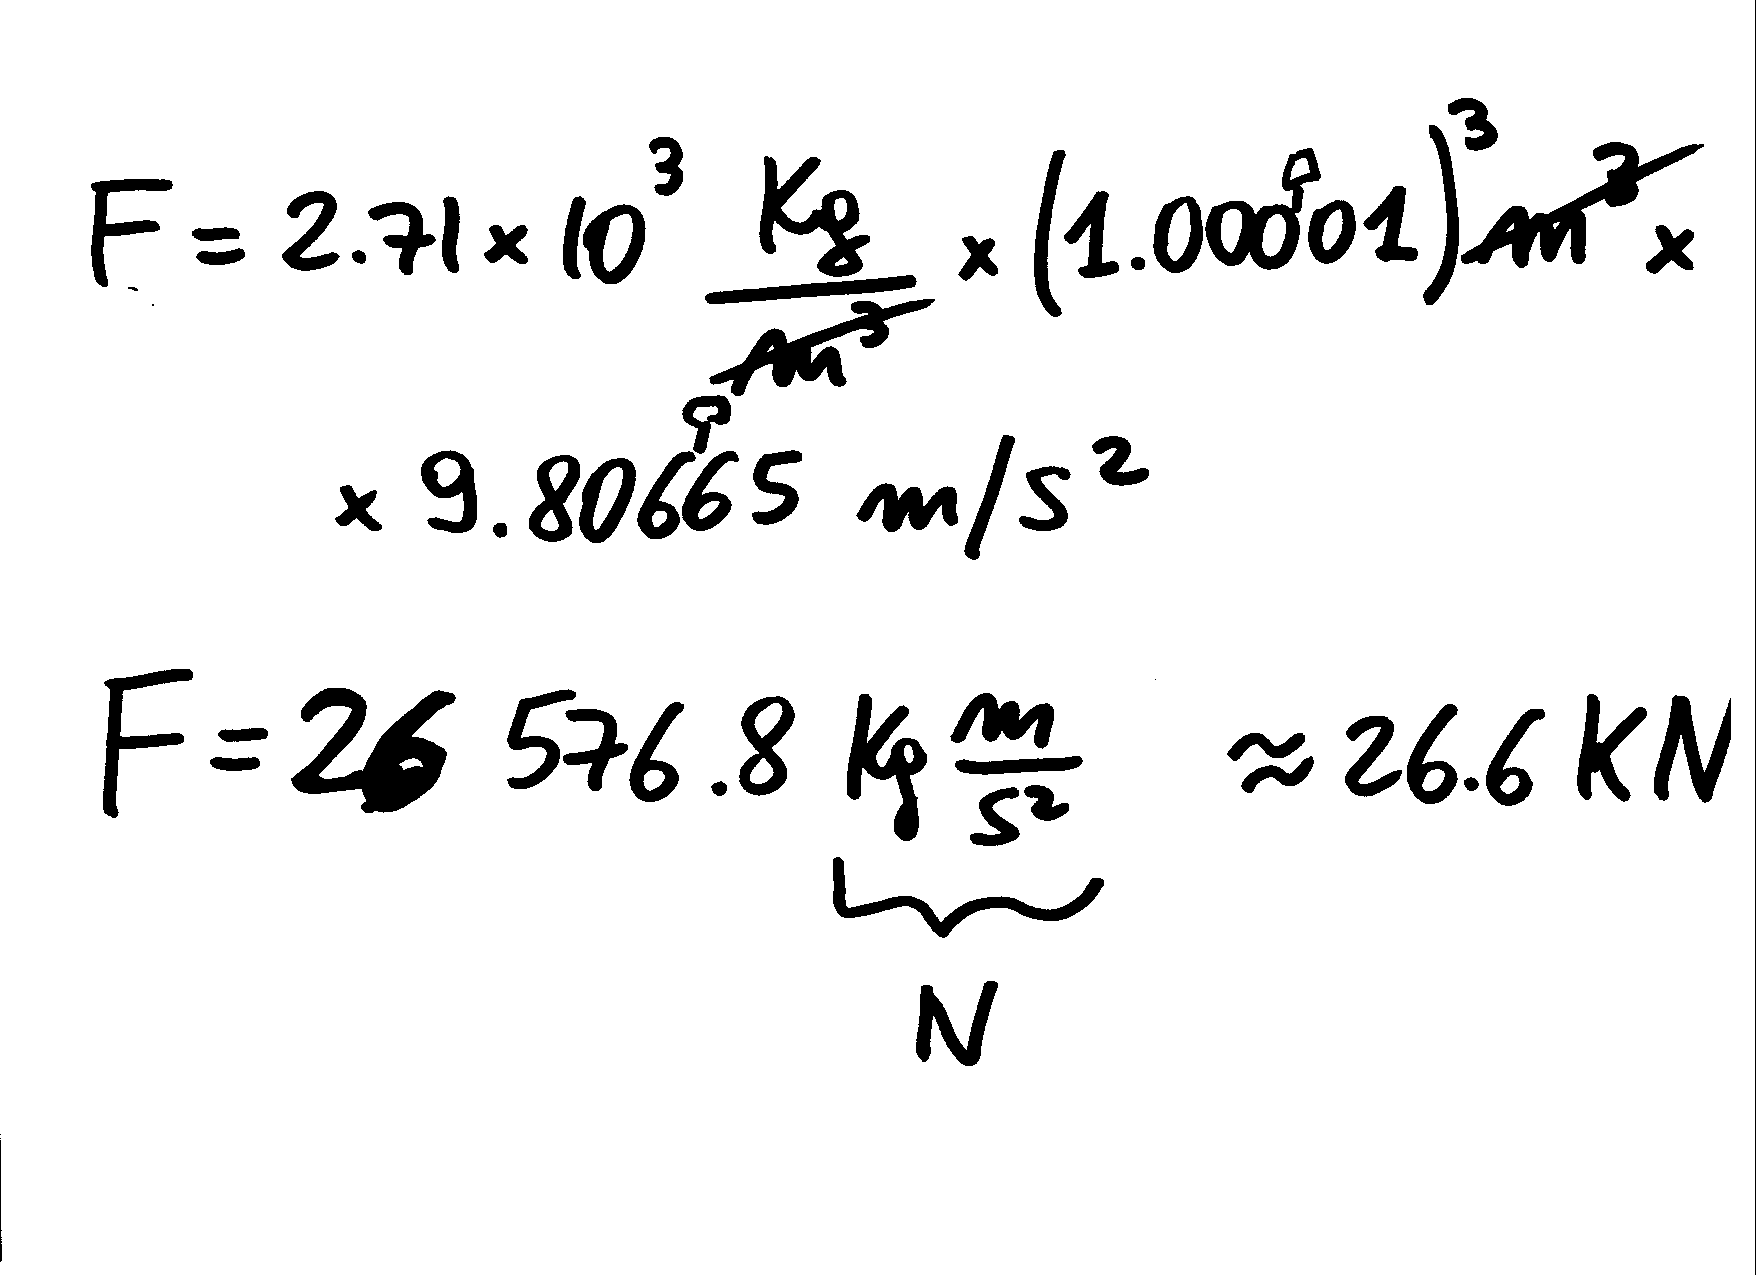 F = 2.71 × 10³ Kg/m³ × (1.000001)³ m³ ×
× 9.80665 m/s²
F = 26 576.8 Kg m/s² ≈ 26.6 KN
N